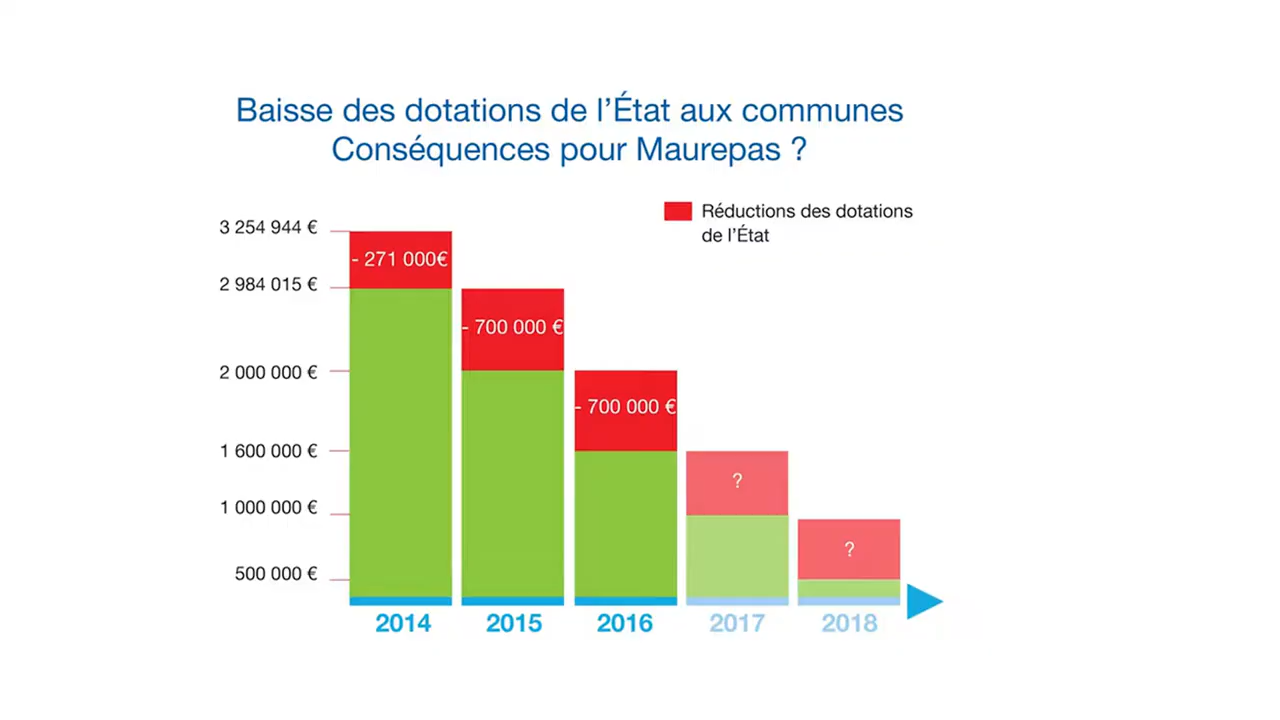 Baisse des dotations de l’État aux communes
Conséquences pour Maurepas ?
Réductions des dotations
de l’État
3 254 944 €
- 271 000€
2 984 015 €
- 700 000 €
2 000 000 €
- 700 000 €
1 600 000 €
?
1 000 000 €
?
500 000 €
2014 2015 2016 2017 2018